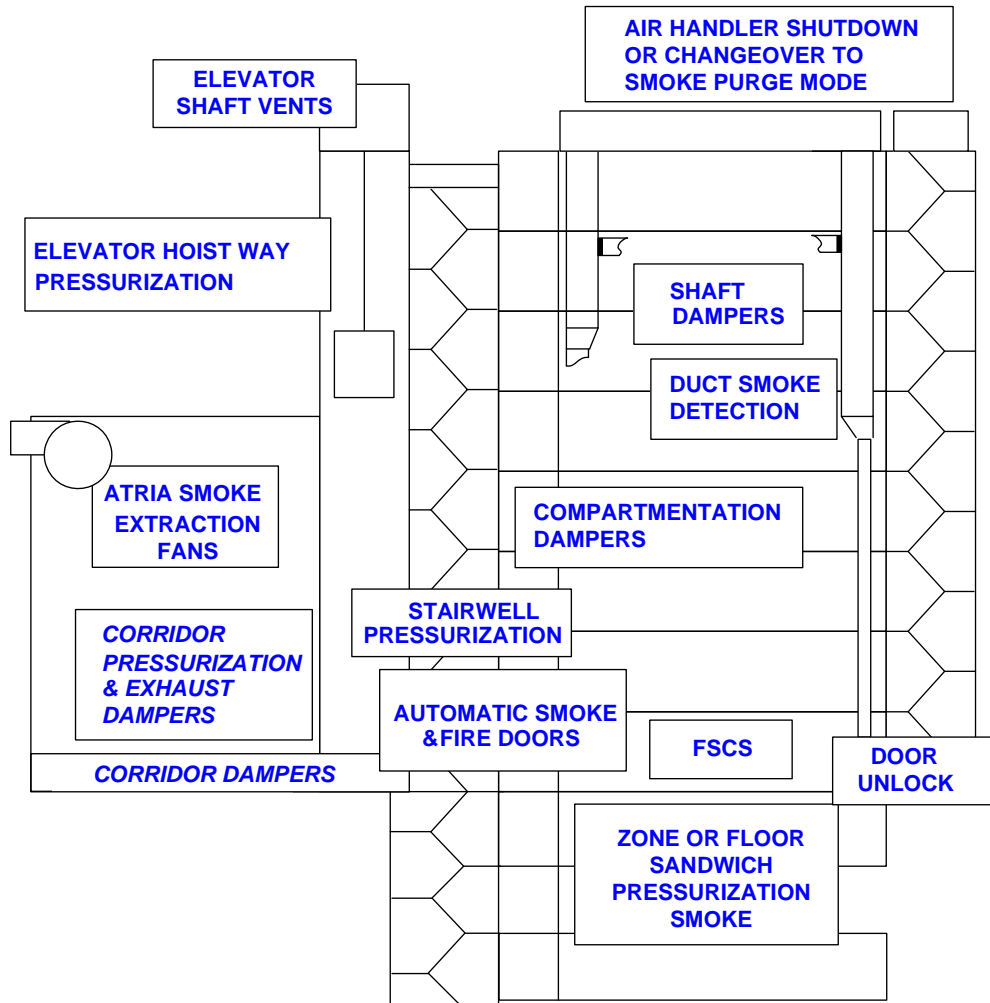 AIR HANDLER SHUTDOWN
OR CHANGEOVER TO
SMOKE PURGE MODE
ELEVATOR
SHAFT VENTS
ELEVATOR HOIST WAY
PRESSURIZATION
SHAFT
DAMPERS
DUCT SMOKE
DETECTION
ATRIA SMOKE
EXTRACTION
FANS
COMPARTMENTATION
DAMPERS
STAIRWELL
PRESSURIZATION
CORRIDOR
PRESSURIZATION
& EXHAUST
DAMPERS
AUTOMATIC SMOKE
&FIRE DOORS
FSCS
DOOR
UNLOCK
CORRIDOR DAMPERS
ZONE OR FLOOR
SANDWICH
PRESSURIZATION
SMOKE